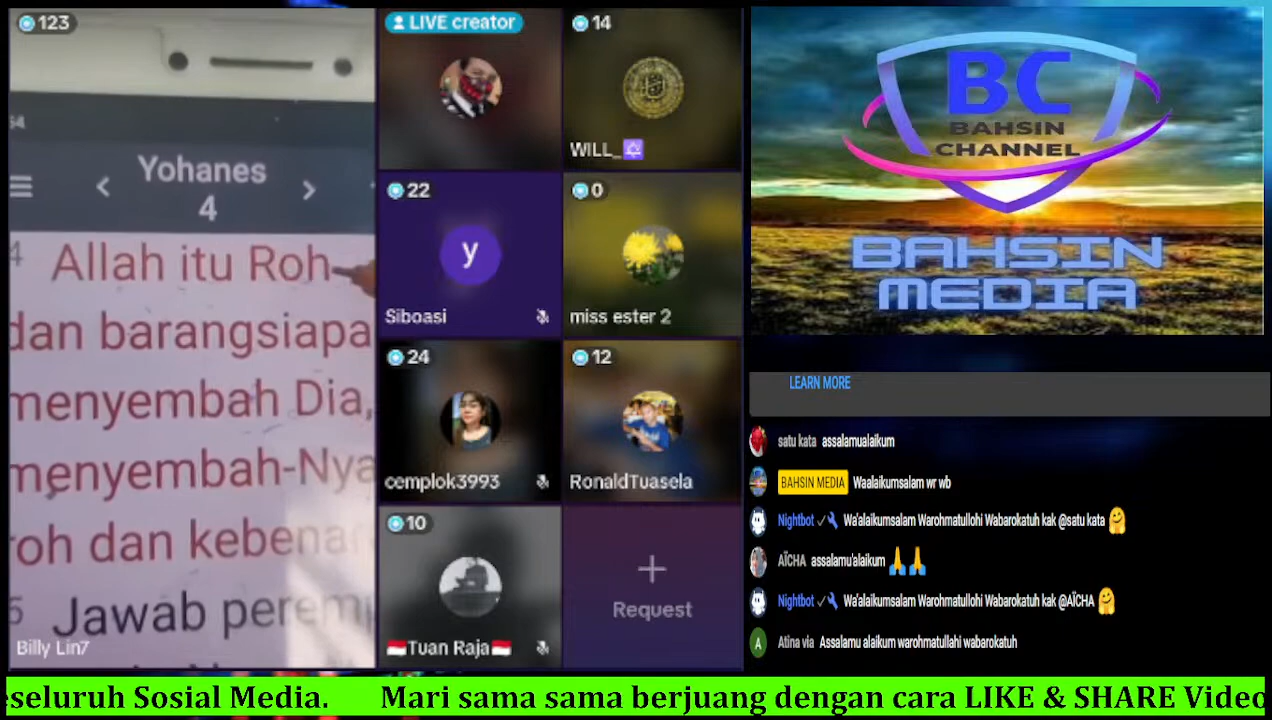 123
54
Yohanes
4
4 Allah itu Roh
dan barangsiapa
menyembah Dia,
menyembah-Nya
roh dan kebenar
Jawab perem
Billy Lin7
LIVE creator
14
WILL_
22
y
Siboasi
0
miss ester 2
24
cemplok3993
12
RonaldTuasela
10
Tuan Raja
+
Request
BC
BAHSIN
CHANNEL
BAHSIN
MEDIA
LEARN MORE
satu kata assalamualaikum
BAHSIN MEDIA Waalaikumsalam wr wb
Nightbot Wa'alaikumsalam Warohmatullohi Wabarokatuh kak @satu kata 🤗
AÏCHA assalamu'alaikum 🙏🙏
Nightbot Wa'alaikumsalam Warohmatullohi Wabarokatuh kak @AÏCHA 🤗
A
Atina via Assalamu alaikum warohmatullahi wabarokatuh
eseluruh Sosial Media. Mari sama sama berjuang dengan cara LIKE & SHARE Video